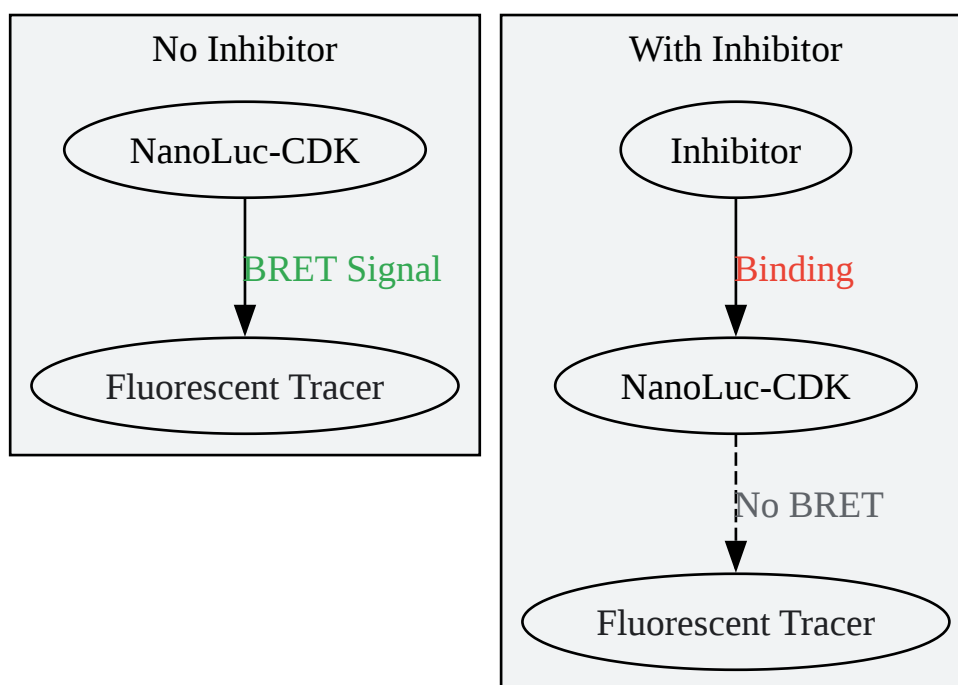 No Inhibitor
NanoLuc-CDK
BRET Signal
Fluorescent Tracer
With Inhibitor
Inhibitor
Binding
NanoLuc-CDK
No BRET
Fluorescent Tracer